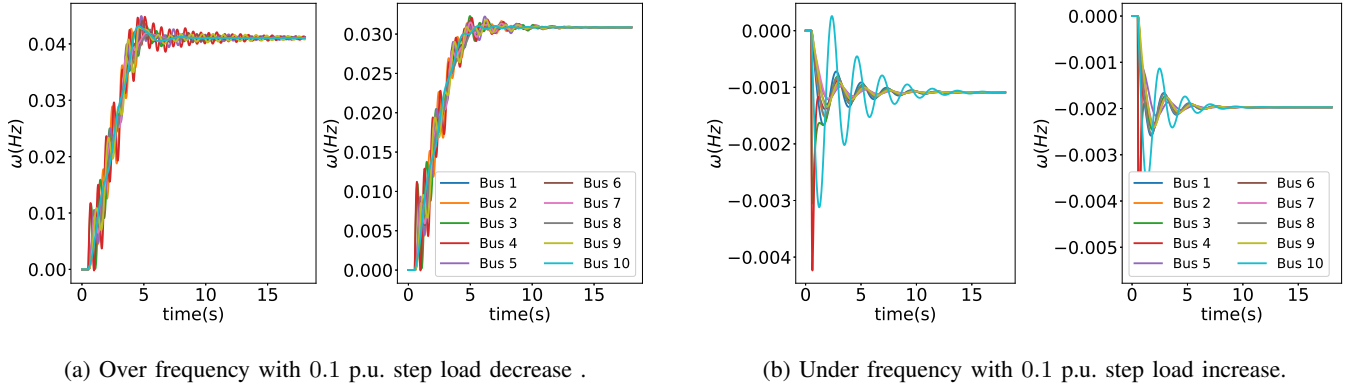 0.04
0.03
0.02
0.01
0.00
ω(Hz)
0 5 10 15
time(s)
0.030
0.025
0.020
0.015
0.010
0.005
0.000
ω(Hz)
0 5 10 15
time(s)
Bus 1 Bus 6
Bus 2 Bus 7
Bus 3 Bus 8
Bus 4 Bus 9
Bus 5 Bus 10
0.000
−0.001
−0.002
−0.003
−0.004
ω(Hz)
0 5 10 15
time(s)
0.000
−0.001
−0.002
−0.003
−0.004
−0.005
ω(Hz)
0 5 10 15
time(s)
Bus 1 Bus 6
Bus 2 Bus 7
Bus 3 Bus 8
Bus 4 Bus 9
Bus 5 Bus 10
(a) Over frequency with 0.1 p.u. step load decrease .
(b) Under frequency with 0.1 p.u. step load increase.